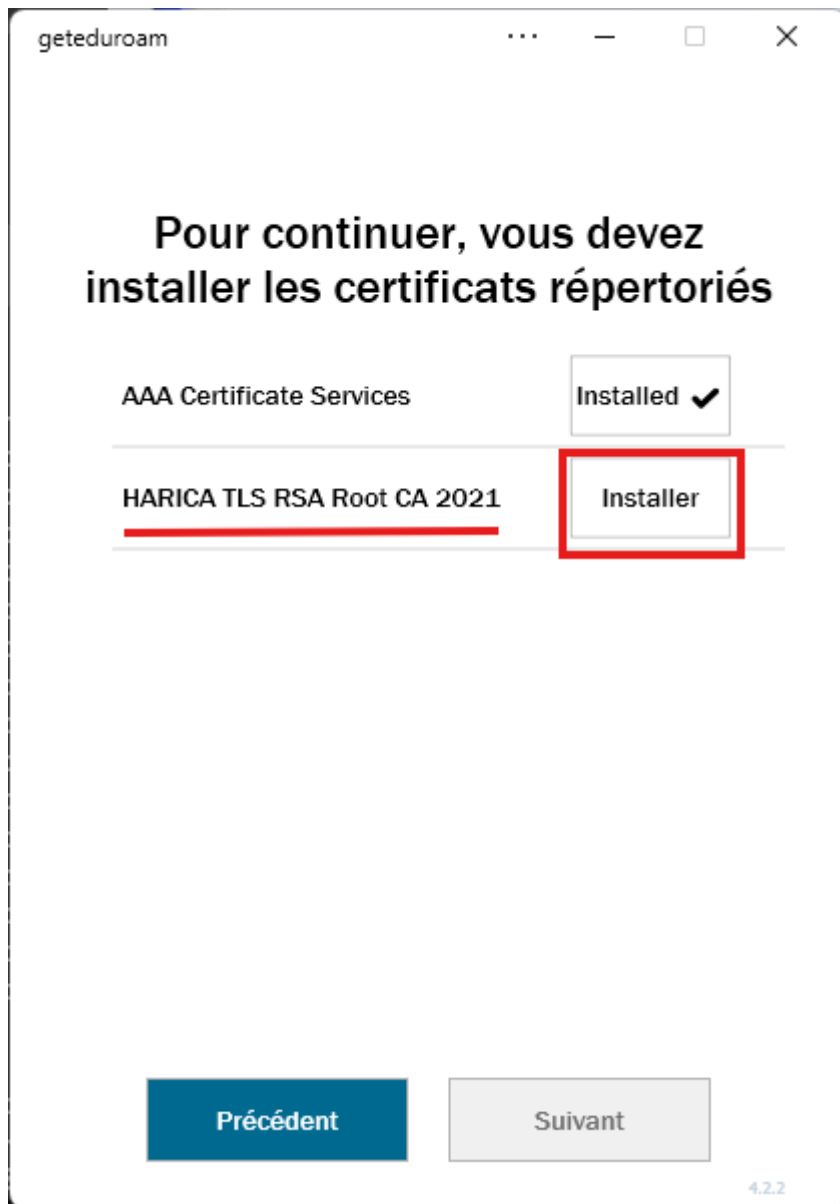 geteduroam
Pour continuer, vous devez
installer les certificats répertoriés
AAA Certificate Services
Installed
HARICA TLS RSA Root CA 2021
Installer
Précédent
Suivant
4.2.2